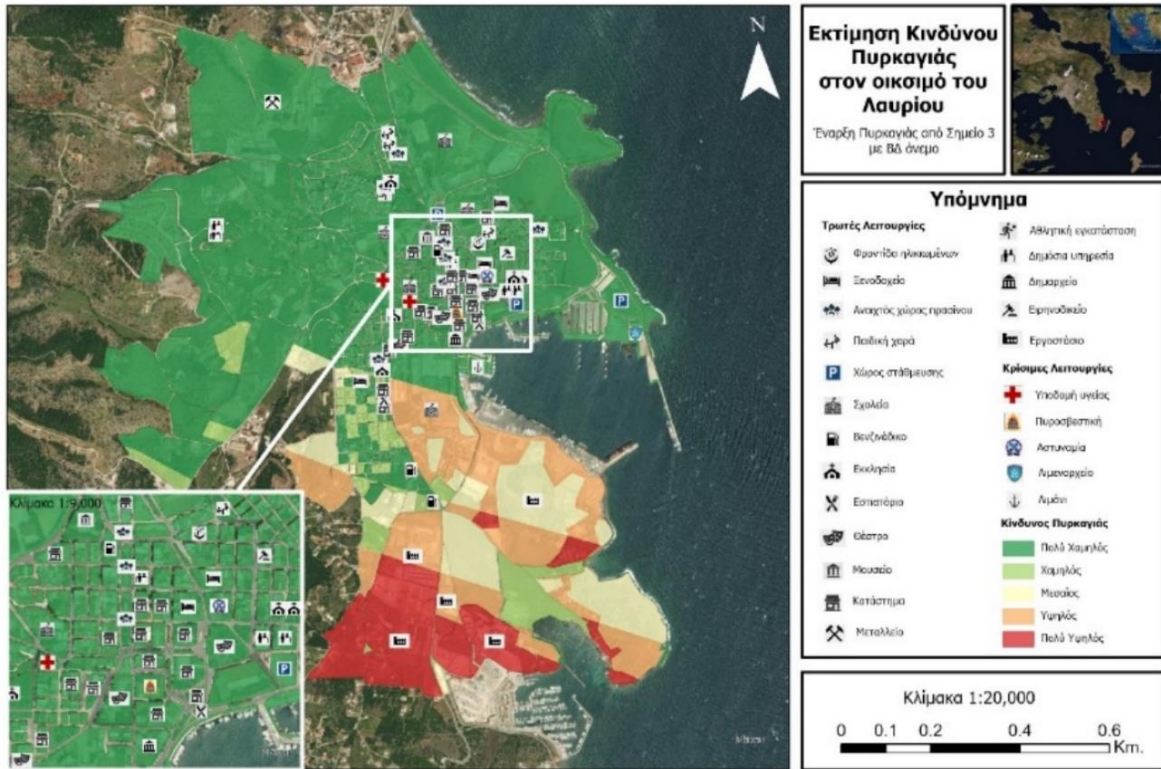 N
Εκτίμηση Κινδύνου
Πυρκαγιάς
στον οικσιμό του
Λαυρίου
Έναρξη Πυρκαγιάς από Σημείο 3
με ΒΔ άνεμο
Υπόμνημα
Τρωτές Λειτουργίες
Φροντίδα ηλικιωμένων
Ξενοδοχείο
Ανοιχτός χώρος πρασίνου
Παιδική χαρά
Χώρος στάθμευσης
Σχολείο
Βενζινάδικο
Εκκλησία
Εστιατόριο
Θέατρο
Μουσείο
Κατάστημα
Μεταλλείο
Αθλητική εγκατάσταση
Δημόσια υπηρεσία
Δημαρχείο
Ειρηνοδικείο
Εργοστάσιο
Κρίσιμες Λειτουργίες
Υποδομή υγείας
Πυροσβεστική
Αστυνομία
Λιμεναρχείο
Λιμάνι
Κίνδυνος Πυρκαγιάς
Πολύ Χαμηλός
Χαμηλός
Μεσαίος
Υψηλός
Πολύ Υψηλός
Κλίμακα 1:9,000
P
P
P
P
Κλίμακα 1:20,000
0 0.1 0.2 0.4 0.6
Km.